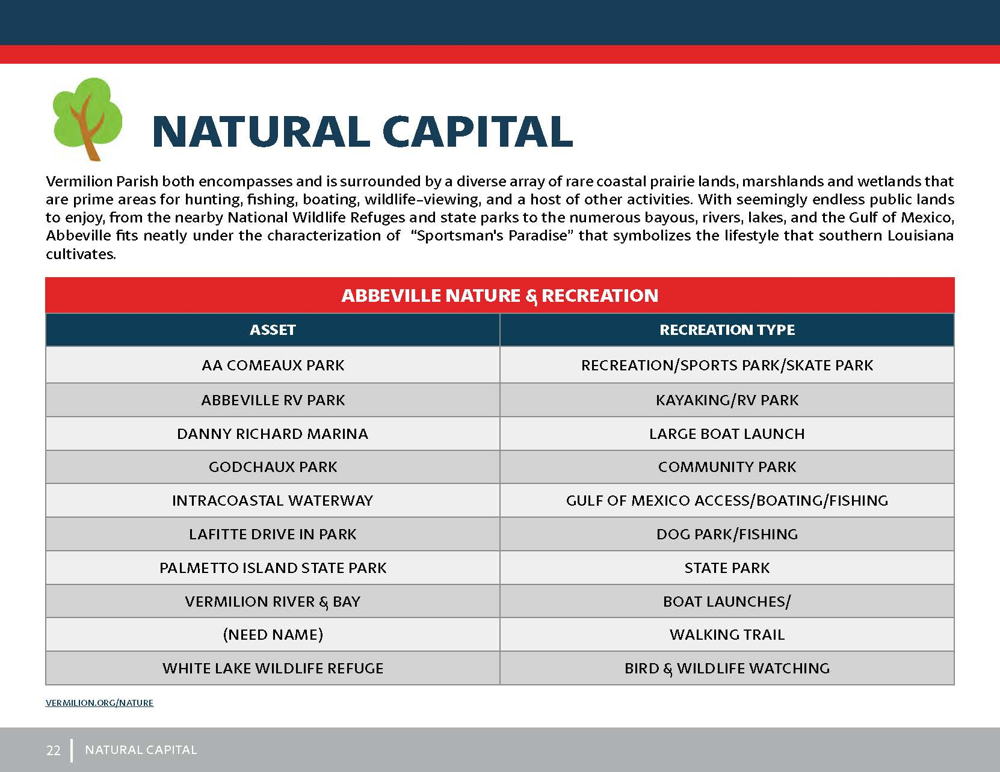 NATURAL CAPITAL
Vermilion Parish both encompasses and is surrounded by a diverse array of rare coastal prairie lands, marshlands and wetlands that
are prime areas for hunting, fishing, boating, wildlife-viewing, and a host of other activities. With seemingly endless public lands
to enjoy, from the nearby National Wildlife Refuges and state parks to the numerous bayous, rivers, lakes, and the Gulf of Mexico,
Abbeville fits neatly under the characterization of “Sportsman's Paradise” that symbolizes the lifestyle that southern Louisiana
cultivates.
ABBEVILLE NATURE & RECREATION
ASSET RECREATION TYPE
AA COMEAUX PARK RECREATION/SPORTS PARK/SKATE PARK
ABBEVILLE RV PARK KAYAKING/RV PARK
DANNY RICHARD MARINA LARGE BOAT LAUNCH
GODCHAUX PARK COMMUNITY PARK
INTRACOASTAL WATERWAY GULF OF MEXICO ACCESS/BOATING/FISHING
LAFITTE DRIVE IN PARK DOG PARK/FISHING
PALMETTO ISLAND STATE PARK STATE PARK
VERMILION RIVER & BAY BOAT LAUNCHES/
(NEED NAME) WALKING TRAIL
WHITE LAKE WILDLIFE REFUGE BIRD & WILDLIFE WATCHING
VERMILION.ORG/NATURE
22 NATURAL CAPITAL